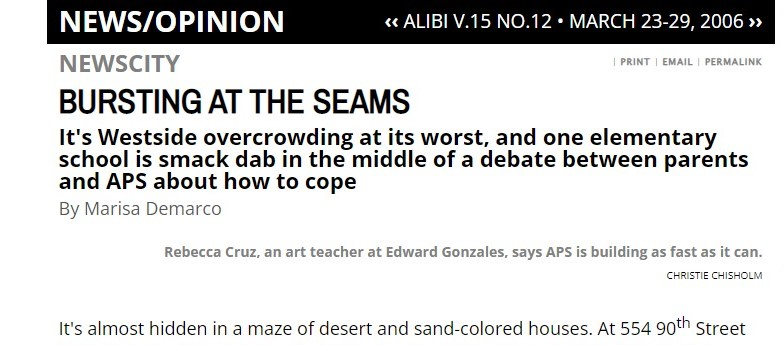 NEWS/OPINION ‹‹ ALIBI V.15 NO.12 • MARCH 23-29, 2006 ››
NEWSCITY | PRINT | EMAIL | PERMALINK
BURSTING AT THE SEAMS
It's Westside overcrowding at its worst, and one elementary
school is smack dab in the middle of a debate between parents
and APS about how to cope
By Marisa Demarco
Rebecca Cruz, an art teacher at Edward Gonzales, says APS is building as fast as it can.
CHRISTIE CHISHOLM
It's almost hidden in a maze of desert and sand-colored houses. At 554 90th Street